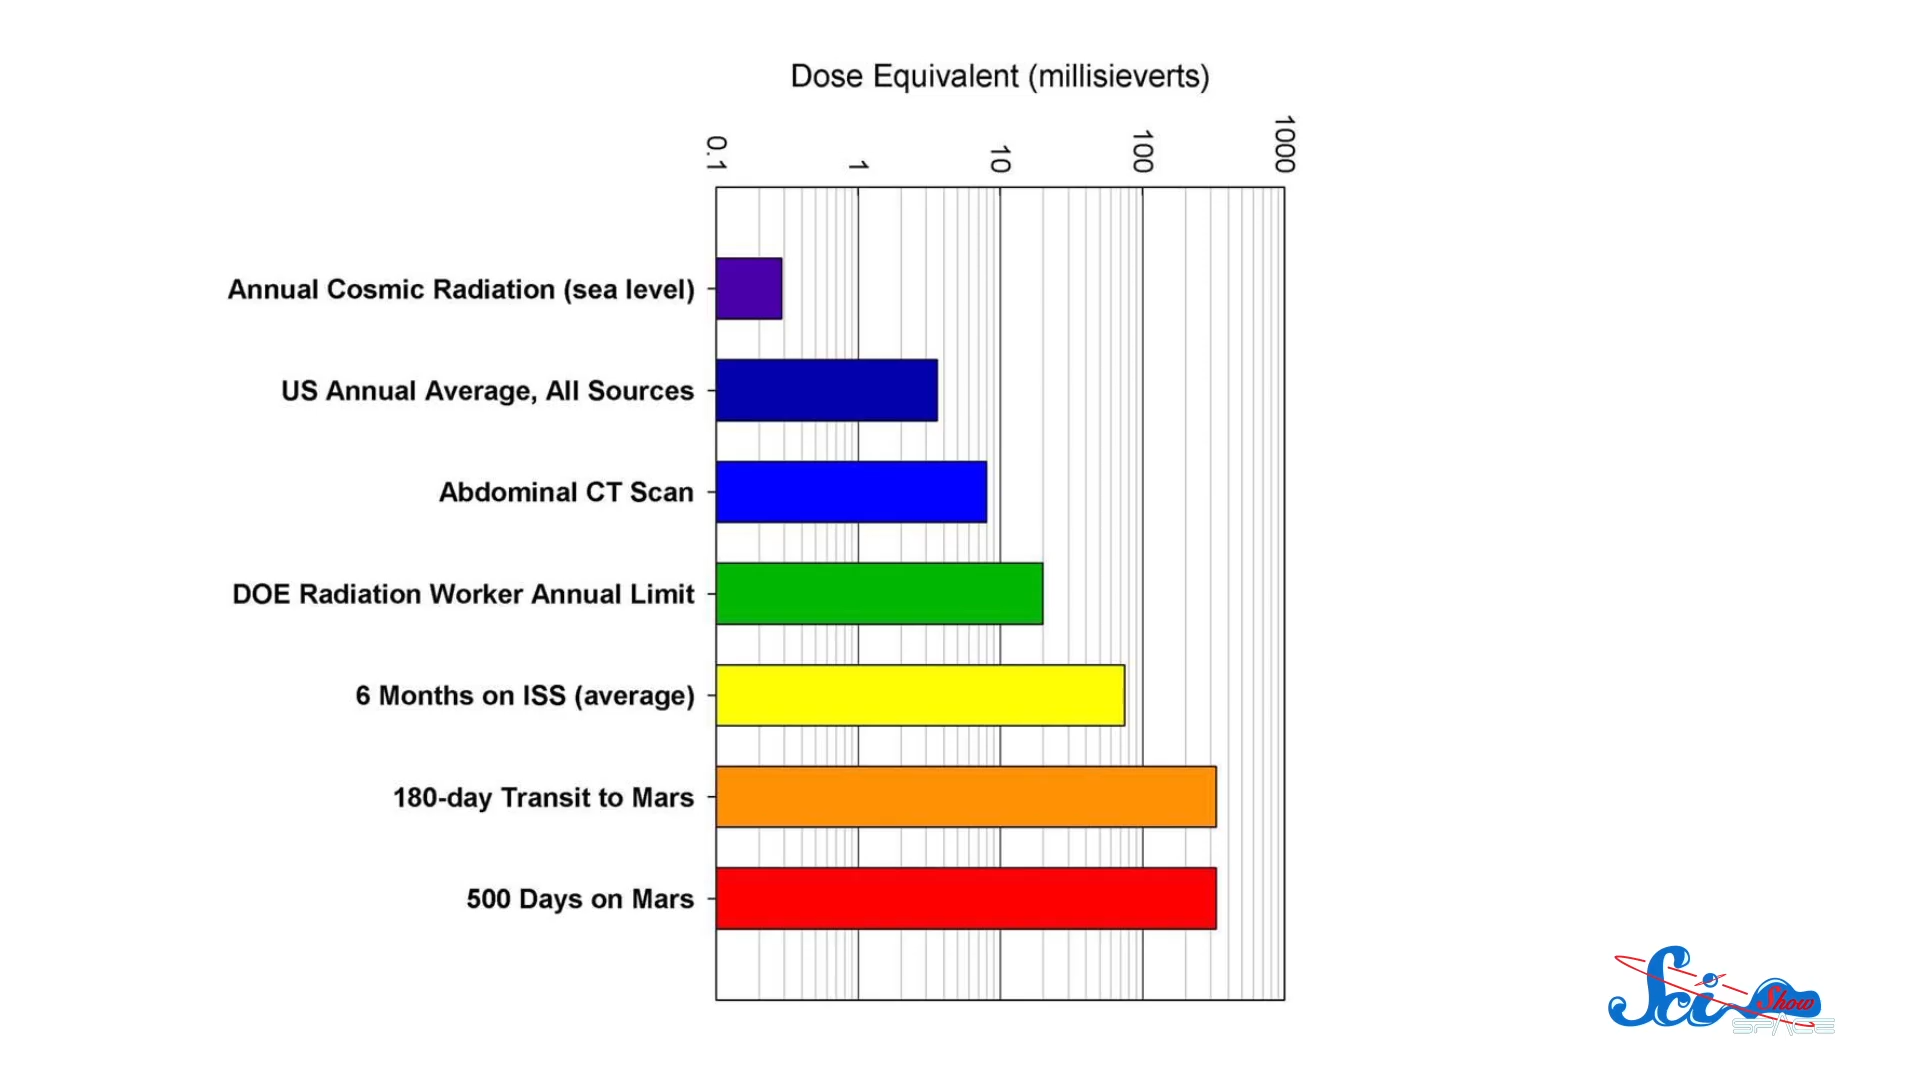 Dose Equivalent (millisieverts)
0.1 1 10 100 1000
Annual Cosmic Radiation (sea level)
US Annual Average, All Sources
Abdominal CT Scan
DOE Radiation Worker Annual Limit
6 Months on ISS (average)
180-day Transit to Mars
500 Days on Mars
Sci Show
SPACE